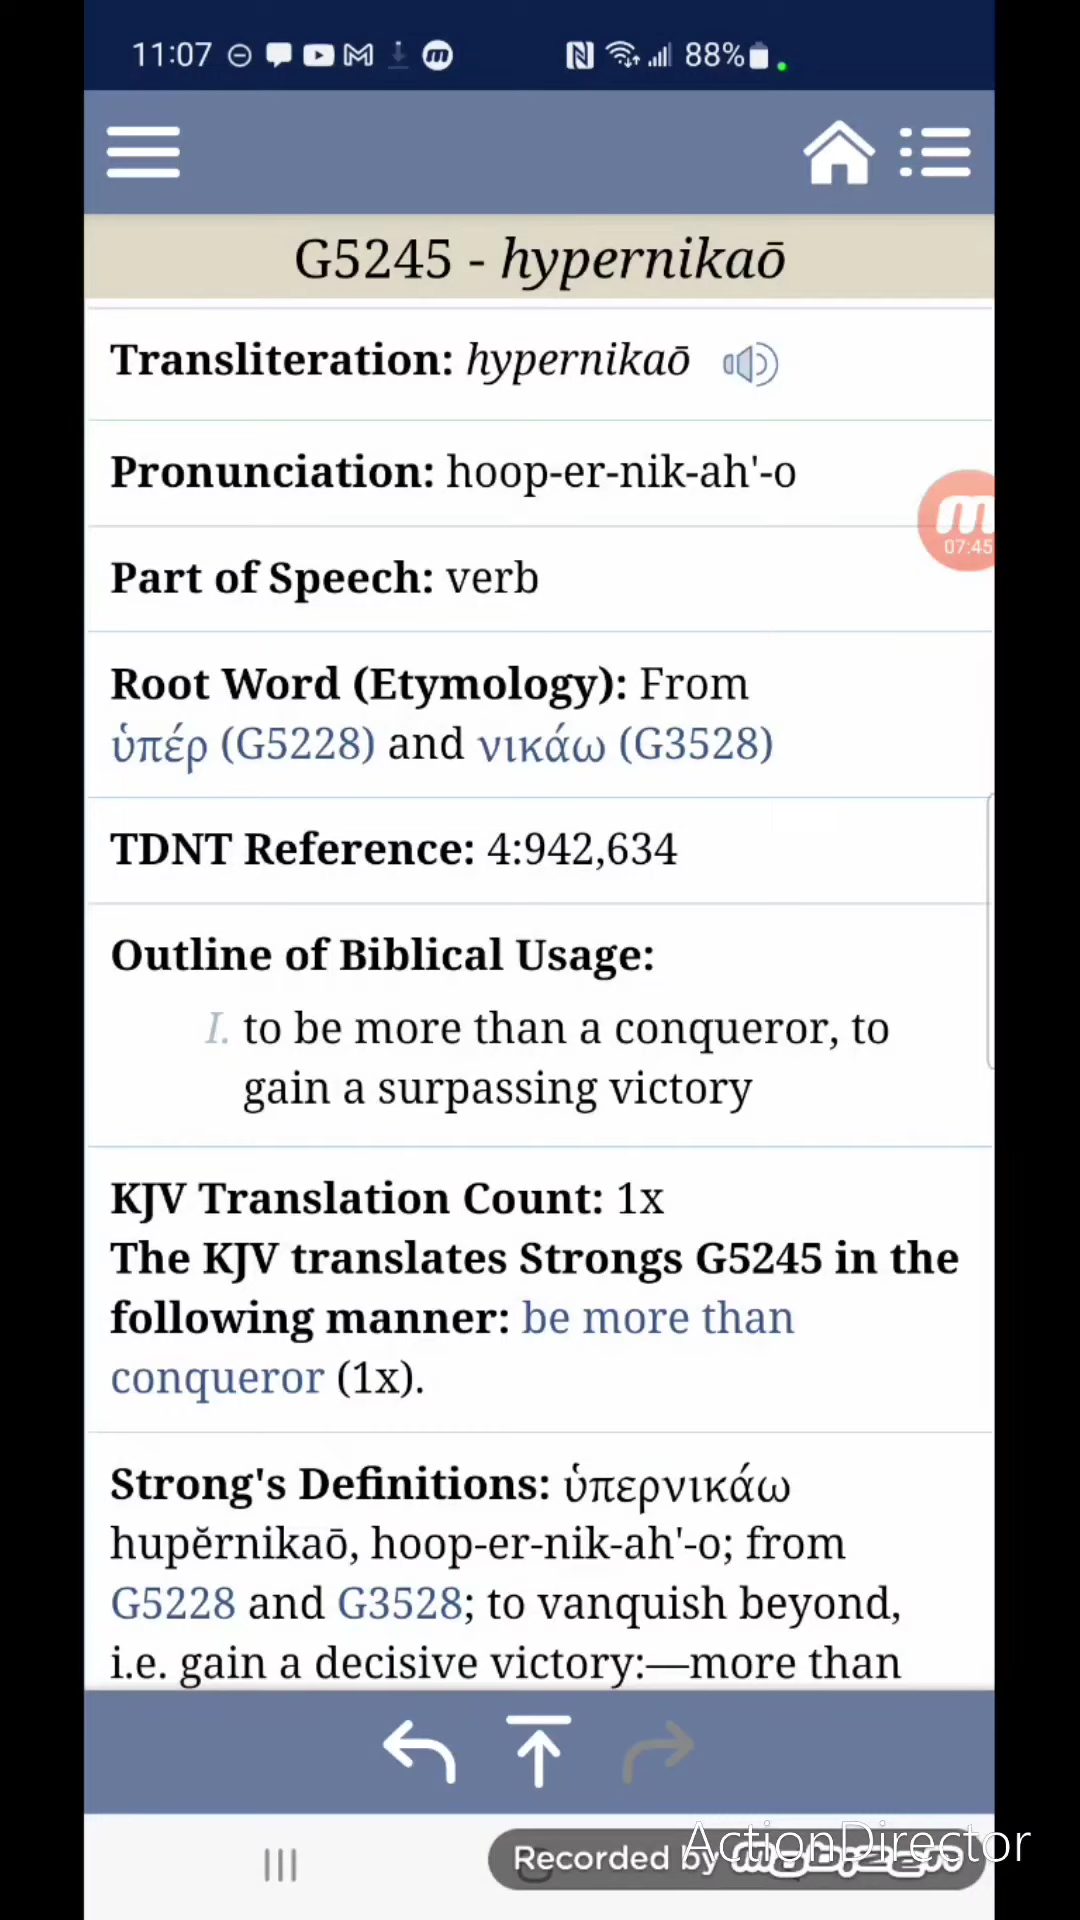 11:07 88%
G5245 - hypernikaō
Transliteration: hypernikaō
Pronunciation: hoop-er-nik-ah'-o
07:45
Part of Speech: verb
Root Word (Etymology): From
ὑπέρ (G5228) and νικάω (G3528)
TDNT Reference: 4:942,634
Outline of Biblical Usage:
I. to be more than a conqueror, to
gain a surpassing victory
KJV Translation Count: 1x
The KJV translates Strongs G5245 in the
following manner: be more than
conqueror (1x).
Strong's Definitions: ὑπερνικάω
hupĕrnikaō, hoop-er-nik-ah'-o; from
G5228 and G3528; to vanquish beyond,
i.e. gain a decisive victory:—more than
ActionDirector
Recorded by